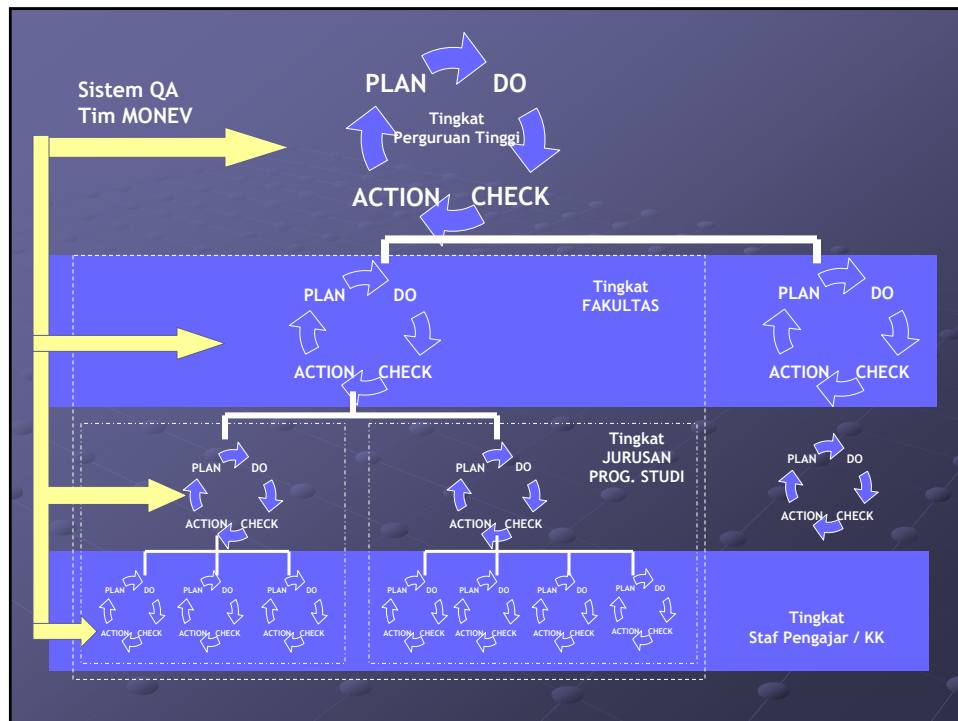 Sistem QA
Tim MONEV
PLAN DO
Tingkat
Perguruan Tinggi
ACTION CHECK
Tingkat
FAKULTAS
PLAN DO
ACTION CHECK
PLAN DO
ACTION CHECK
Tingkat
JURUSAN
PROG. STUDI
PLAN DO
ACTION CHECK
PLAN DO
ACTION CHECK
PLAN DO
ACTION CHECK
PLAN DO
ACTION CHECK
PLAN DO
ACTION CHECK
PLAN DO
ACTION CHECK
PLAN DO
ACTION CHECK
PLAN DO
ACTION CHECK
PLAN DO
ACTION CHECK
PLAN DO
ACTION CHECK
Tingkat
Staf Pengajar / KK